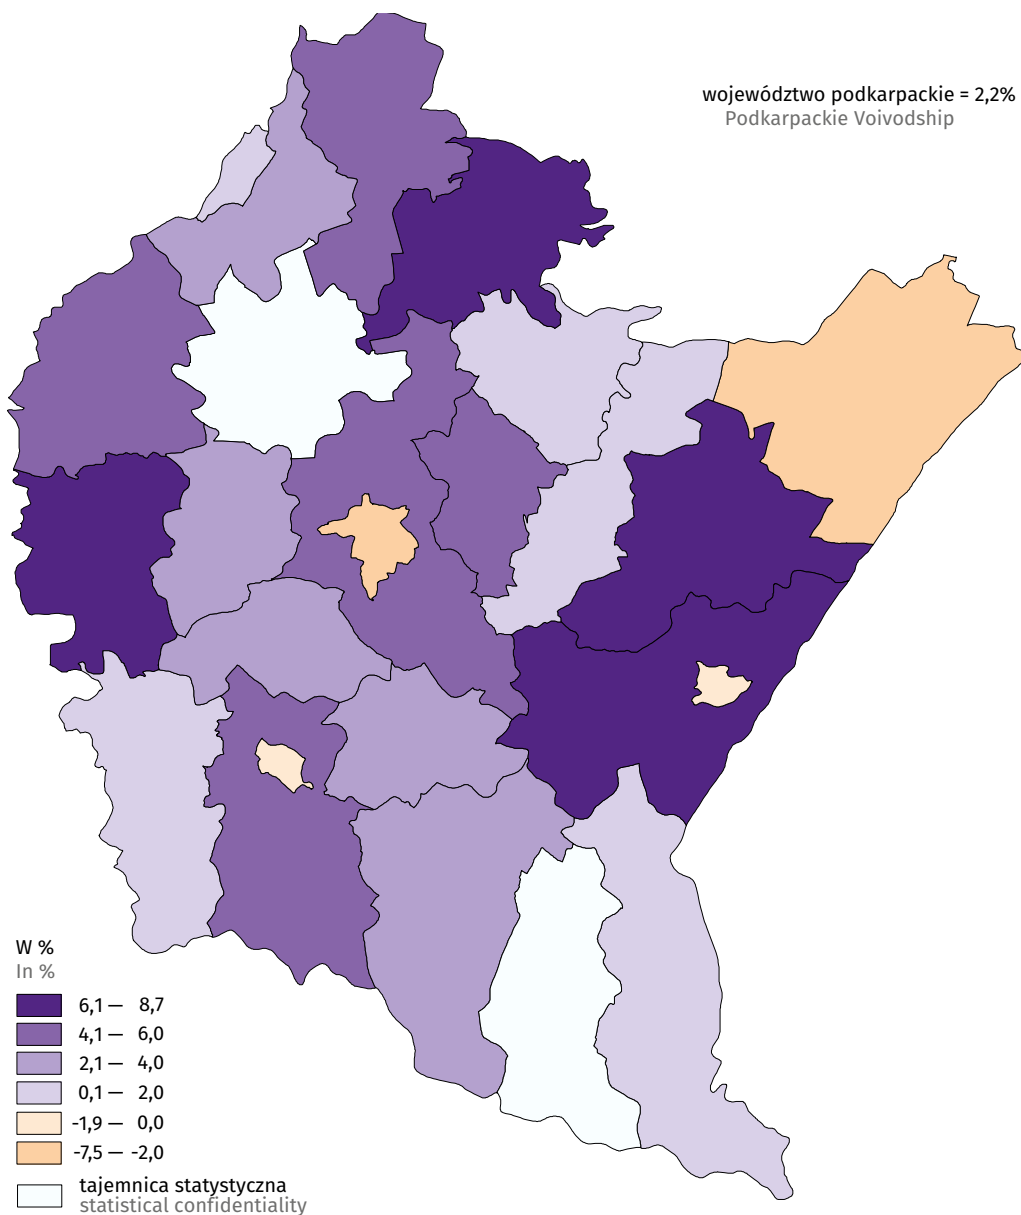 województwo podkarpackie = 2,2%
Podkarpackie Voivodship
W %
In %
6,1 — 8,7
4,1 — 6,0
2,1 — 4,0
0,1 — 2,0
-1,9 — 0,0
-7,5 — -2,0
tajemnica statystyczna
statistical confidentiality